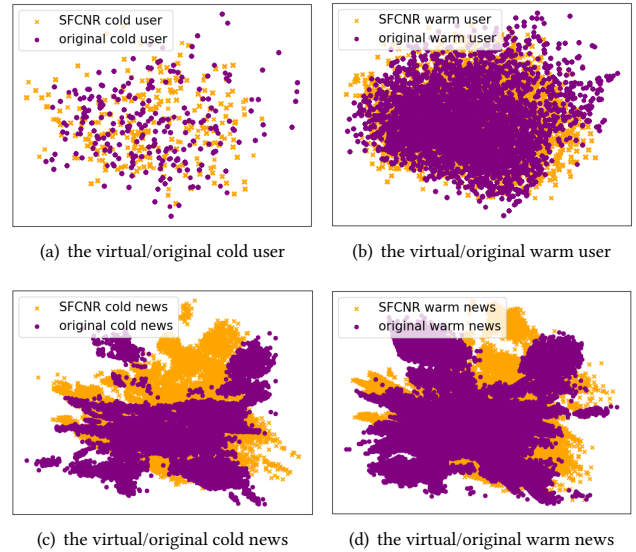 SFCNR cold user
original cold user
SFCNR warm user
original warm user
(a) the virtual/original cold user
(b) the virtual/original warm user
SFCNR cold news
original cold news
SFCNR warm news
original warm news
(c) the virtual/original cold news
(d) the virtual/original warm news